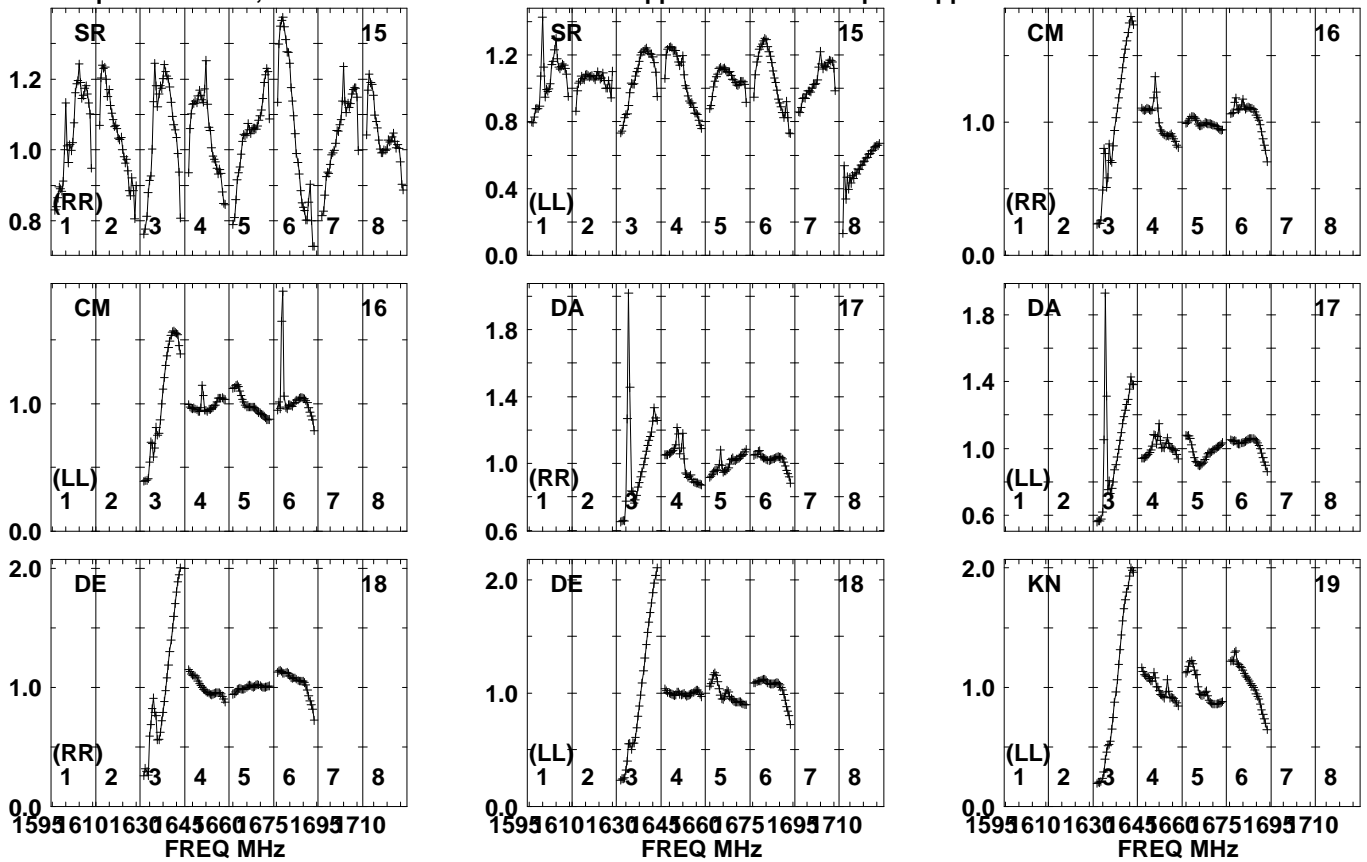 SR 15
1.2
1.0
0.8
(RR)
1 2 3 4 5 6 7 8
SR 15
1.2
0.8
0.4
0.0
(LL)
1 2 3 4 5 6 7 8
CM 16
1.0
0.0
(RR)
1 2 3 4 5 6 7 8
CM 16
1.0
0.0
(LL)
1 2 3 4 5 6 7 8
DA 17
1.8
1.4
1.0
0.6
(RR)
1 2 3 4 5 6 7 8
DA 17
1.8
1.4
1.0
0.6
(LL)
1 2 3 4 5 6 7 8
DE 18
2.0
1.0
0.0
(RR)
1 2 3 4 5 6 7 8
1595 1610 1630 1645 1660 1675 1695 1710
FREQ MHz
DE 18
2.0
1.0
0.0
(LL)
1 2 3 4 5 6 7 8
1595 1610 1630 1645 1660 1675 1695 1710
FREQ MHz
KN 19
2.0
1.0
0.0
(LL)
1 2 3 4 5 6 7 8
1595 1610 1630 1645 1660 1675 1695 1710
FREQ MHz